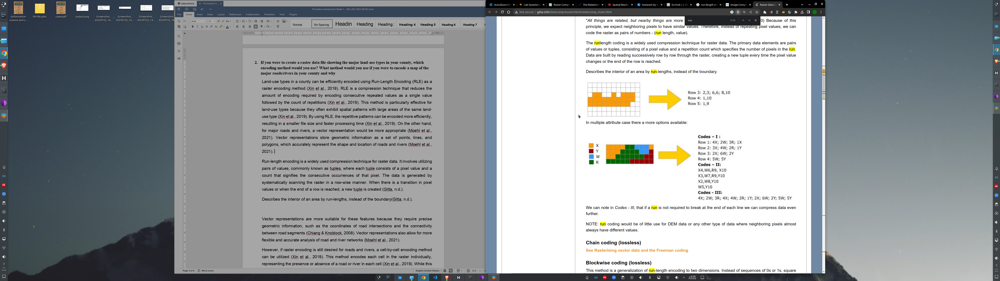 (Information
science and s...
09-File.pbix
cover.pdf
output.png
Screenshot_
20230722_14...
Screenshot_
20230722_14...
Screenshot_
20230722_14...
Screenshot_
20230722_14
ONLYOFFICE
*Formative a...
Formative assessment Week 1 - UEL-DS-7002-46320.docx
File Home Insert Draw Layout References Collaboration Protection View Plugins
Arial 12
Normal No Spacing Headin Heading Heading : Heading 4 Heading 5 Heading 6 Heading 7
2. If you were to create a raster data file showing the major land-use types in your county, which
encoding method would you use? What method would you use if you were to encode a map of the
major roads/rivers in your county and why
Land-use types in a county can be efficiently encoded using Run-Length Encoding (RLE) as a
raster encoding method (Xin et al., 2019). RLE is a compression technique that reduces the
amount of encoding required by encoding consecutive repeated values as a single value
followed by the count of repetitions (Xin et al., 2019). This method is particularly effective for
land-use types because they often exhibit spatial patterns with large areas of the same land-
use type (Xin et al., 2019). By using RLE, the repetitive patterns can be encoded more efficiently,
resulting in a smaller file size and faster processing time (Xin et al., 2019). On the other hand,
for major roads and rivers, a vector representation would be more appropriate (Moehl et al.,
2021). Vector representations store geometric information as a set of points, lines, and
polygons, which accurately represent the shape and location of roads and rivers (Moehl et al.,
2021).
Run-length encoding is a widely used compression technique for raster data. It involves utilizing
pairs of values, commonly known as tuples, where each tuple consists of a pixel value and a
count that signifies the consecutive occurrences of that pixel. The data is generated by
systematically scanning the raster in a row-wise manner. When there is a transition in pixel
values or when the end of a row is reached, a new tuple is created (Gitta, n.d.).
Describes the interior of an area by run-lengths, instead of the boundary(Gitta, n.d.).
Vector representations are more suitable for these features because they require precise
geometric information, such as the coordinates of road intersections and the connectivity
between road segments (Chiang & Knoblock, 2008). Vector representations also allow for more
flexible and accurate analysis of road and river networks (Moehl et al., 2021).
However, if raster encoding is still desired for roads and rivers, a cell-by-cell encoding method
can be utilized (Xin et al., 2019). This method encodes each cell in the raster individually,
representing the presence or absence of a road or river in each cell (Xin et al., 2019). While this
Page 4 of 6 Word count English (United States)
AutoGluon 0.8 Lab Question Raster Compr The Relations Spatial Resolu Assistant by s Sci-Hub | | 10 run-length en Image Compr Raster Data C
Not secure | gitta.info/DataCompress/en/html/rastercomp_chain.html
run 1/10
"All things are related, but nearby things are more 0) Because of this
principle, we expect neighboring pixels to have similar values. Therefore, instead of repeating pixel values, we can
code the raster as pairs of numbers - (run length, value).
The runlength coding is a widely used compression technique for raster data. The primary data elements are pairs
of values or tuples, consisting of a pixel value and a repetition count which specifies the number of pixels in the run.
Data are built by reading successively row by row through the raster, creating a new tuple every time the pixel value
changes or the end of the row is reached.
Describes the interior of an area by run-lengths, instead of the boundary.
Row 3: 2,3; 6,6; 8,10
Row 4: 1,10
Row 5: 1,9
In multiple attribute case there a more options available:
X
Y
W
R
Codes – I :
Row 1: 4X; 2W; 3R; 1X
Row 2: 3X; 4W; 2R; 1Y
Row 3: 2X; 6W; 2Y
Row 4: 5W; 5Y
Codes – II:
X4,W6,R9, X10
X3,W7,R9,Y10
X2,W8,Y10
W5,Y10
Codes - III:
4X; 2W; 3R; 4X; 4W; 2R; 1Y; 2X; 6W; 2Y; 5W; 5Y
We can note in Codes - III, that if a run is not required to break at the end of each line we can compress data even
further.
NOTE: run coding would be of little use for DEM data or any other type of data where neighboring pixels almost
always have different values.
Chain coding (lossless)
See Rasterising vector data and the Freeman coding
Blockwise coding (lossless)
This method is a generalization of run-length encoding to two dimensions. Instead of sequences of 0s or 1s, square
EN
6:26